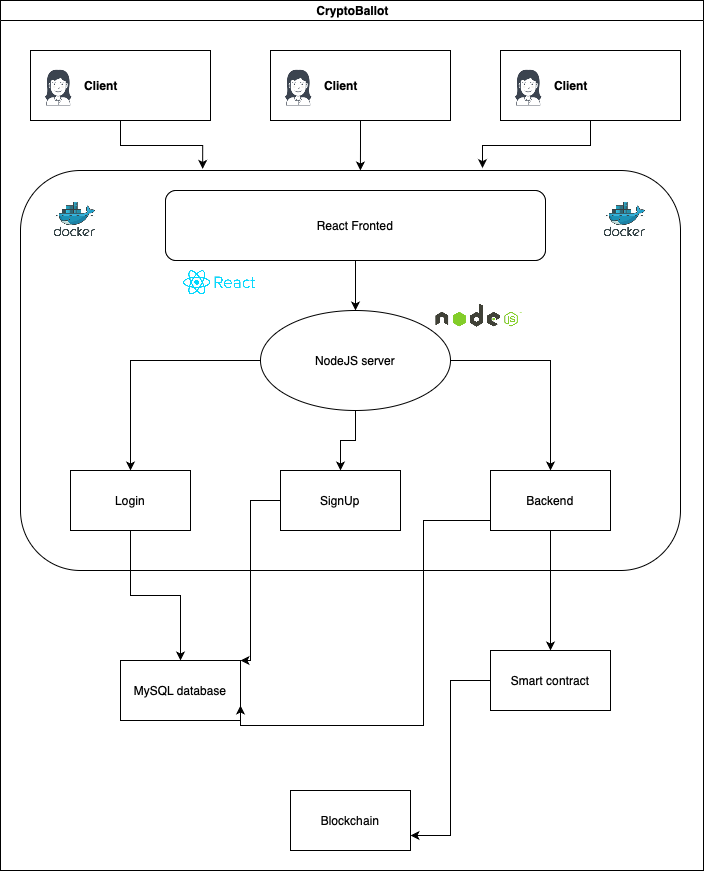 CryptoBallot
Client
Client
Client
docker
React Fronted
docker
React
node
JS
NodeJS server
Login
SignUp
Backend
MySQL database
Smart contract
Blockchain